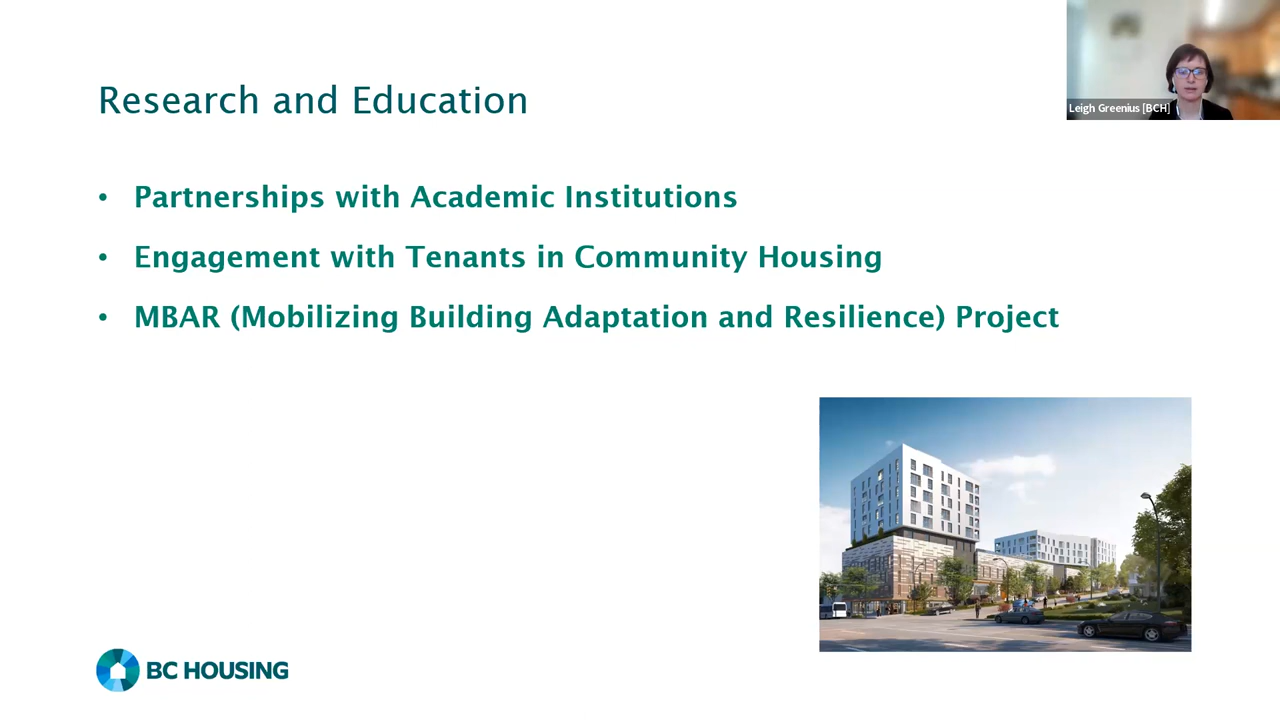 Research and Education
Leigh Greenius [BCH]
• Partnerships with Academic Institutions
• Engagement with Tenants in Community Housing
• MBAR (Mobilizing Building Adaptation and Resilience) Project
BC HOUSING